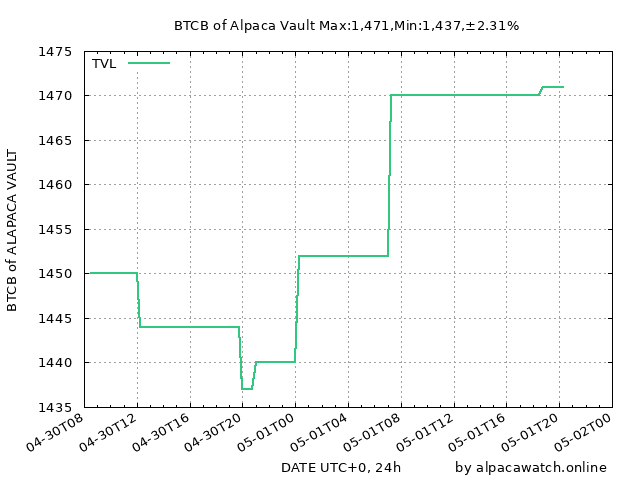 BTCB of Alpaca Vault Max:1,471,Min:1,437,±2.31%
TVL
BTCB of ALAPACA VAULT
1475
1470
1465
1460
1455
1450
1445
1440
1435
04-30T08
04-30T12
04-30T16
04-30T20
05-01T00
05-01T04
05-01T08
05-01T12
05-01T16
05-01T20
05-02T00
DATE UTC+0, 24h
by alpacawatch.online